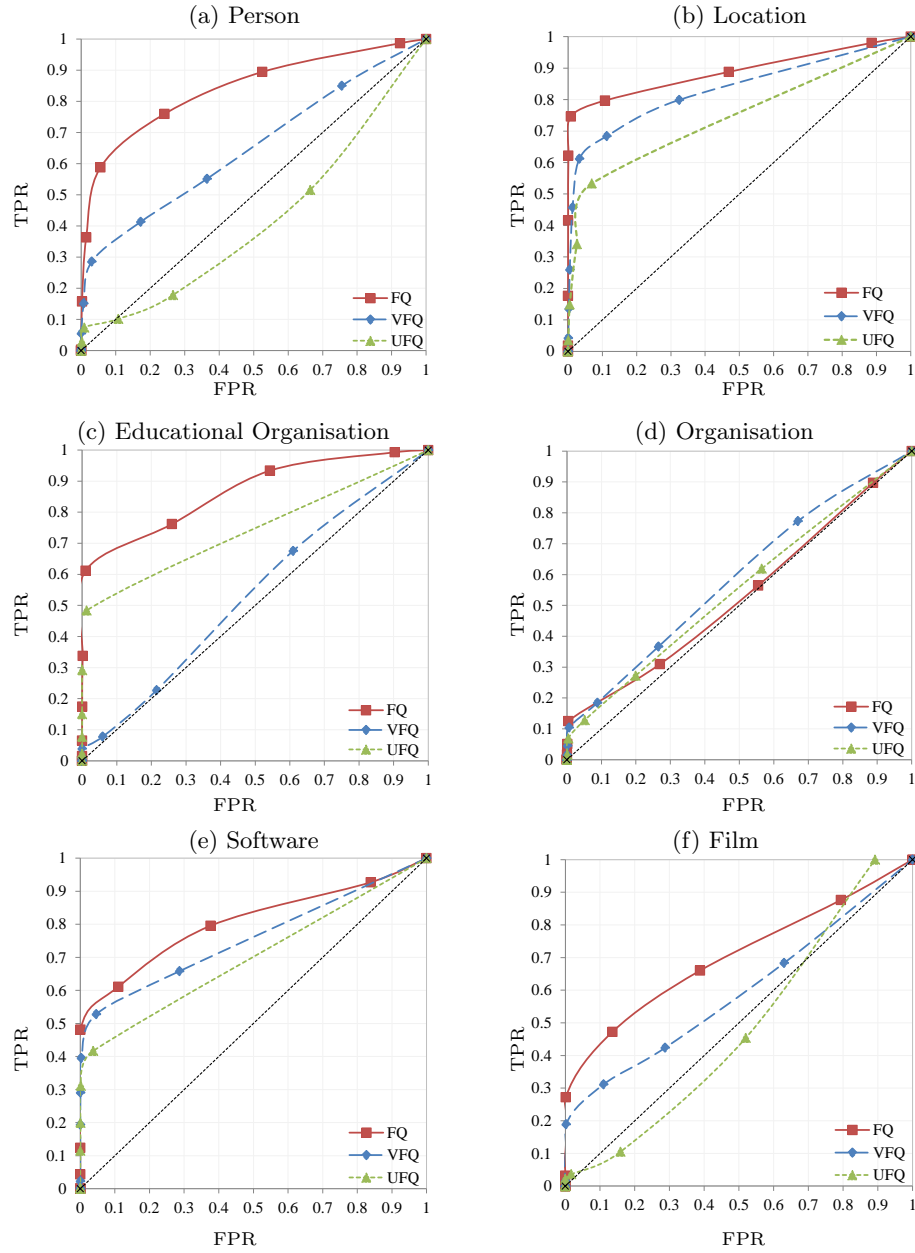 (a) Person
1
0.9
0.8
0.7
0.6
0.5
0.4
0.3
0.2
0.1
0
TPR
FQ
VFQ
UFQ
0 0.1 0.2 0.3 0.4 0.5 0.6 0.7 0.8 0.9 1
FPR
(b) Location
1
0.9
0.8
0.7
0.6
0.5
0.4
0.3
0.2
0.1
0
TPR
FQ
VFQ
UFQ
0 0.1 0.2 0.3 0.4 0.5 0.6 0.7 0.8 0.9 1
FPR
(c) Educational Organisation
1
0.9
0.8
0.7
0.6
0.5
0.4
0.3
0.2
0.1
0
TPR
FQ
VFQ
UFQ
0 0.1 0.2 0.3 0.4 0.5 0.6 0.7 0.8 0.9 1
FPR
(d) Organisation
1
0.9
0.8
0.7
0.6
0.5
0.4
0.3
0.2
0.1
0
TPR
FQ
VFQ
UFQ
0 0.1 0.2 0.3 0.4 0.5 0.6 0.7 0.8 0.9 1
FPR
(e) Software
1
0.9
0.8
0.7
0.6
0.5
0.4
0.3
0.2
0.1
0
TPR
FQ
VFQ
UFQ
0 0.1 0.2 0.3 0.4 0.5 0.6 0.7 0.8 0.9 1
FPR
(f) Film
1
0.9
0.8
0.7
0.6
0.5
0.4
0.3
0.2
0.1
0
TPR
FQ
VFQ
UFQ
0 0.1 0.2 0.3 0.4 0.5 0.6 0.7 0.8 0.9 1
FPR